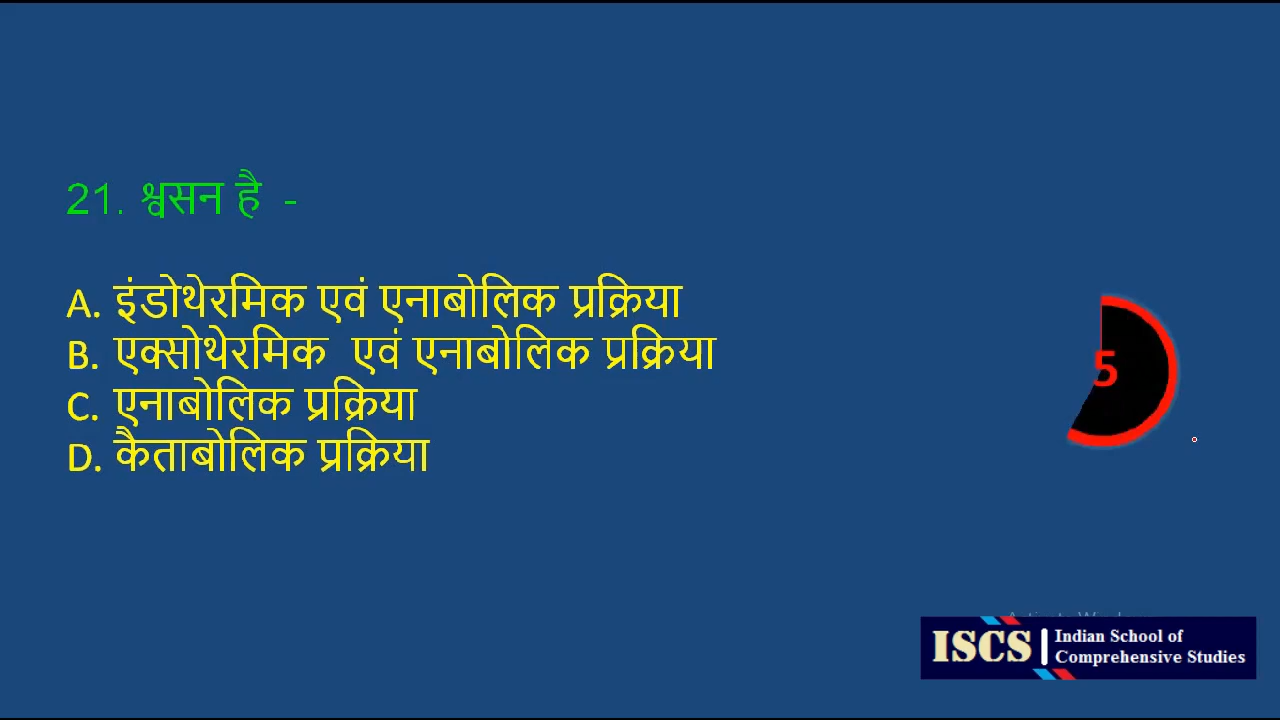 21. श्वसन है -
A. इंडोथेरमिक एवं एनाबोलिक प्रक्रिया
B. एक्सोथेरमिक एवं एनाबोलिक प्रक्रिया
C. एनाबोलिक प्रक्रिया
D. कैताबोलिक प्रक्रिया
5
ISCS
Indian School of
Comprehensive Studies